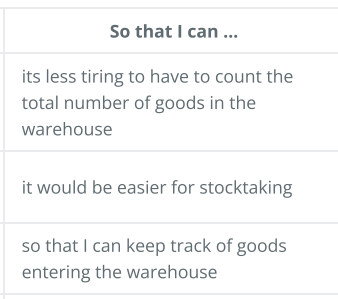 So that I can ...
its less tiring to have to count the
total number of goods in the
warehouse
it would be easier for stocktaking
so that I can keep track of goods
entering the warehouse